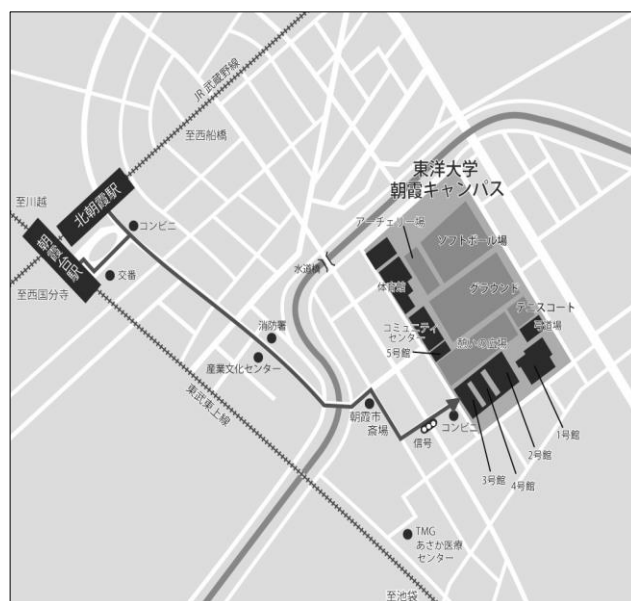 JR 武蔵野線
至西船橋
東洋大学
朝霞キャンパス
至川越
北朝霞駅
コンビニ
朝霞台駅
アーチェリー場
ソフトボール場
水道橋
交番
至西国分寺
体育館
グラウンド
テニスコート
弓道場
消防署
コミュニティ
センター
憩いの広場
5号館
産業文化センター
東武東上線
朝霞市
斎場
信号
コンビニ
1号館
2号館
3号館
4号館
TMG
あさか医療
センター
至池袋